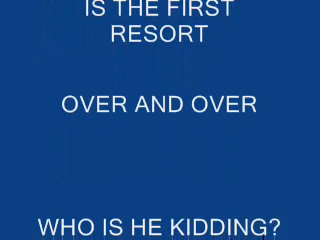 IS THE FIRST
RESORT
OVER AND OVER
WHO IS HE KIDDING?